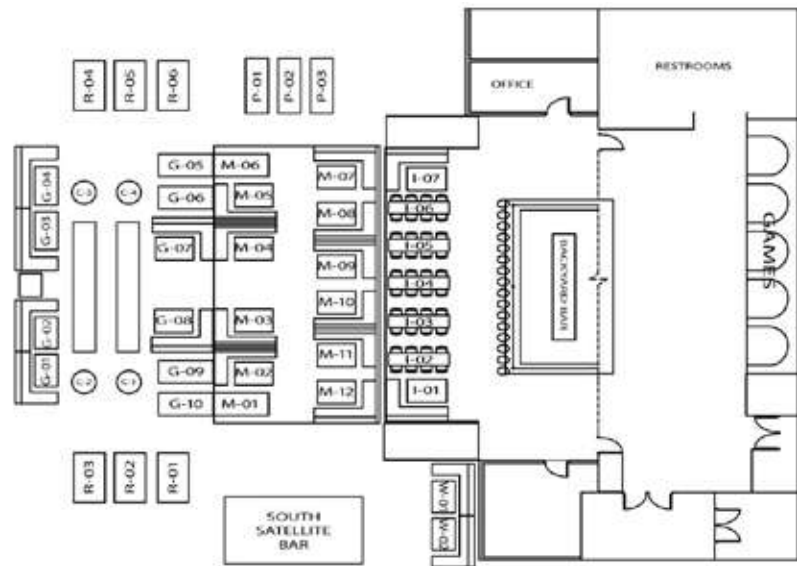 RESTROOMS
OFFICE
R-04
R-05
R-06
P-01
P-02
P-03
G-05
M-06
M-07
I-07
G-04
C-3
C-4
G-06
M-05
M-08
I-06
G-03
G-07
M-04
I-05
GAMES
M-09
I-04
BACKYARD BAR
M-10
G-02
G-08
M-03
I-03
M-11
I-02
G-01
C-2
G-09
M-02
M-12
I-01
G-10
M-01
R-03
R-02
R-01
W-01
W-02
SOUTH
SATELLITE
BAR